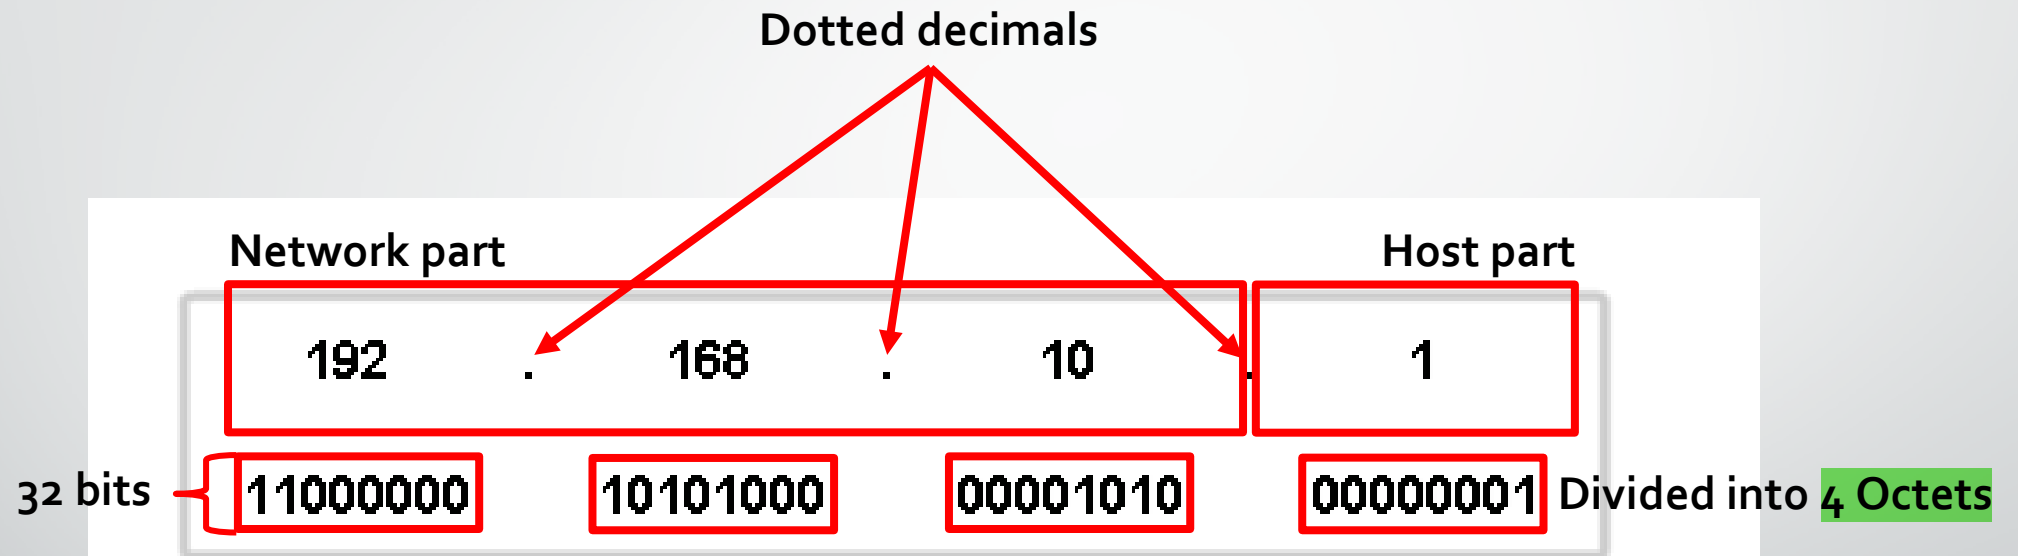 Dotted decimals
Network part Host part
192 . 168 . 10 . 1
32 bits 11000000 10101000 00001010 00000001 Divided into 4 Octets